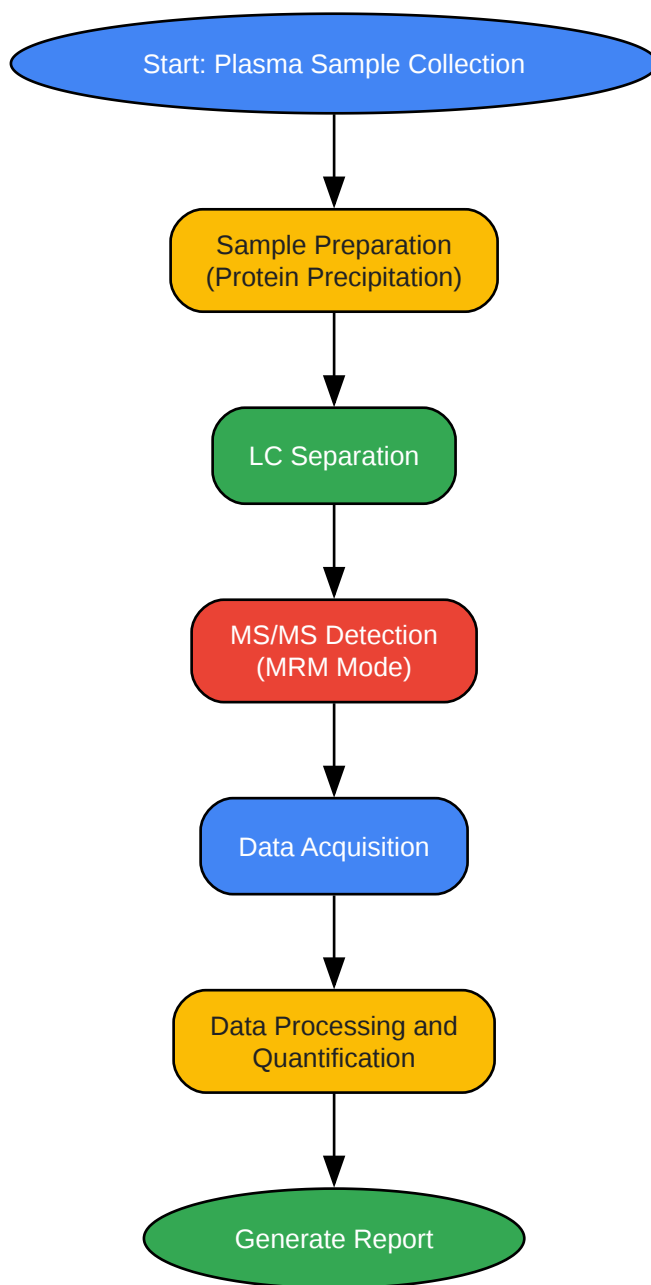 Start: Plasma Sample Collection
Sample Preparation
(Protein Precipitation)
LC Separation
MS/MS Detection
(MRM Mode)
Data Acquisition
Data Processing and
Quantification
Generate Report